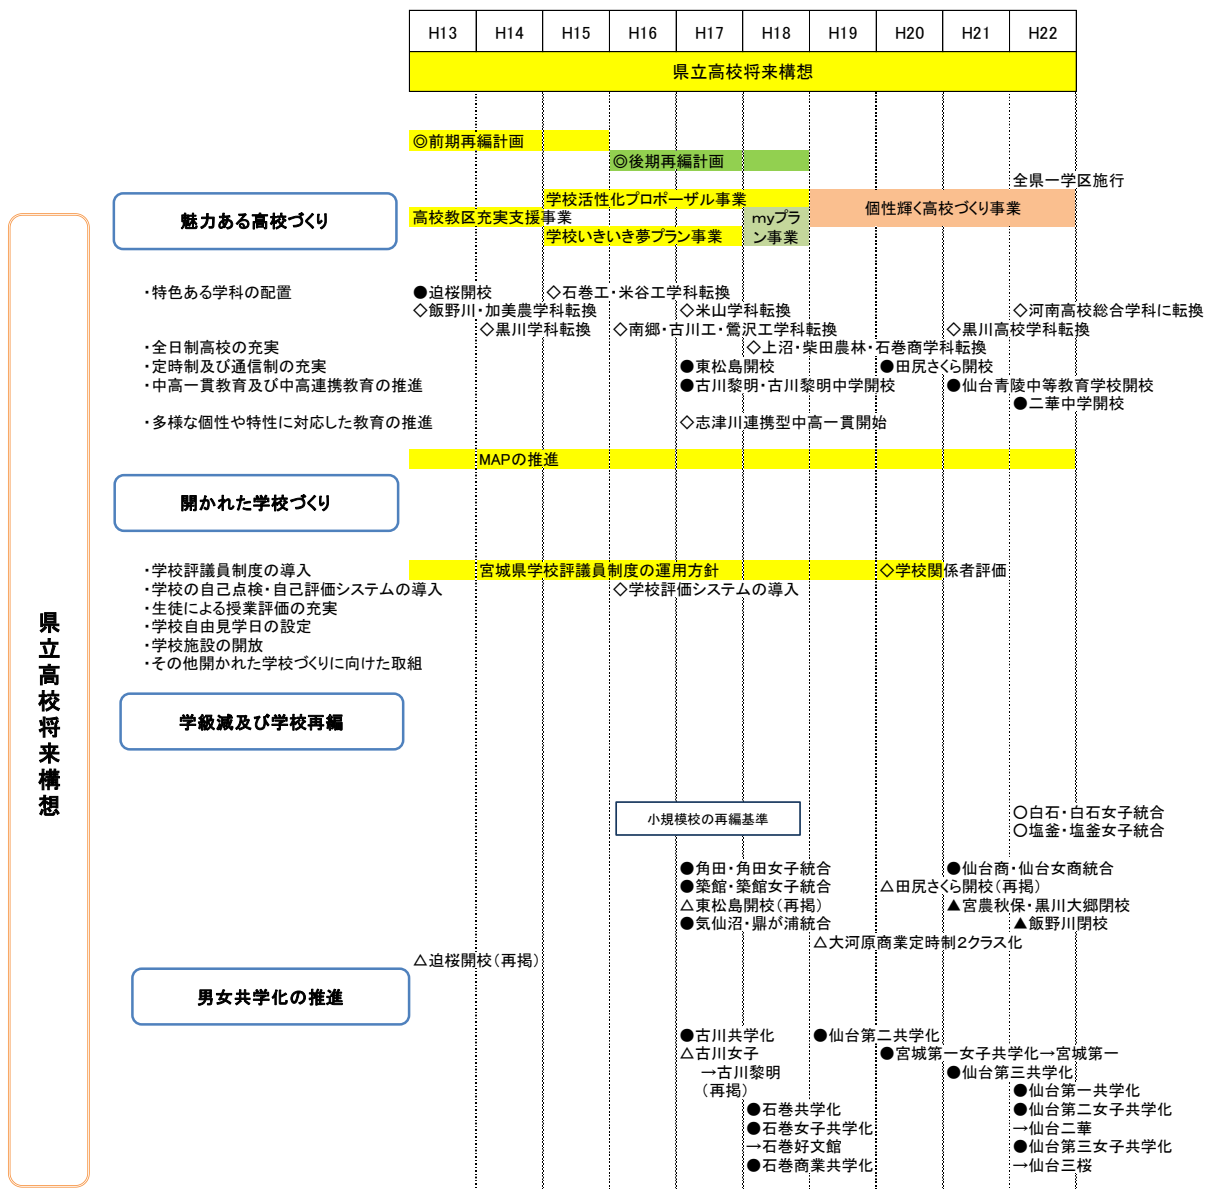 H13 H14 H15 H16 H17 H18 H19 H20 H21 H22
県立高校将来構想
◎前期再編計画
◎後期再編計画
全県一学区施行
魅力ある高校づくり
学校活性化プロポーザル事業
高校教区充実支援事業
学校いきいき夢プラン事業
myプラ
ン事業
個性輝く高校づくり事業
・特色ある学科の配置
●迫桜開校
◇石巻工・米谷工学科転換
◇飯野川・加美農学科転換
◇米山学科転換
◇河南高校総合学科に転換
◇黒川学科転換
◇南郷・古川工・鶯沢工学科転換
◇黒川高校学科転換
・全日制高校の充実
◇上沼・柴田農林・石巻商学科転換
・定時制及び通信制の充実
●東松島開校
●田尻さくら開校
・中高一貫教育及び中高連携教育の推進
●古川黎明・古川黎明中学開校
●仙台青陵中等教育学校開校
●二華中学開校
・多様な個性や特性に対応した教育の推進
◇志津川連携型中高一貫開始
MAPの推進
開かれた学校づくり
・学校評議員制度の導入
宮城県学校評議員制度の運用方針
◇学校関係者評価
・学校の自己点検・自己評価システムの導入
◇学校評価システムの導入
・生徒による授業評価の充実
・学校自由見学日の設定
・学校施設の開放
・その他開かれた学校づくりに向けた取組
県立高校将来構想
学級減及び学校再編
小規模校の再編基準
○白石・白石女子統合
○塩釜・塩釜女子統合
●角田・角田女子統合
●仙台商・仙台女商統合
●築館・築館女子統合
△田尻さくら開校（再掲）
△東松島開校（再掲）
▲宮農秋保・黒川大郷閉校
●気仙沼・鼎が浦統合
▲飯野川閉校
△大河原商業定時制２クラス化
△迫桜開校（再掲）
男女共学化の推進
●古川共学化
●仙台第二共学化
△古川女子
●宮城第一女子共学化→宮城第一
→古川黎明
●仙台第三共学化
（再掲）
●仙台第一共学化
●石巻共学化
●仙台第二女子共学化
●石巻女子共学化
→仙台二華
→石巻好文館
●仙台第三女子共学化
●石巻商業共学化
→仙台三桜